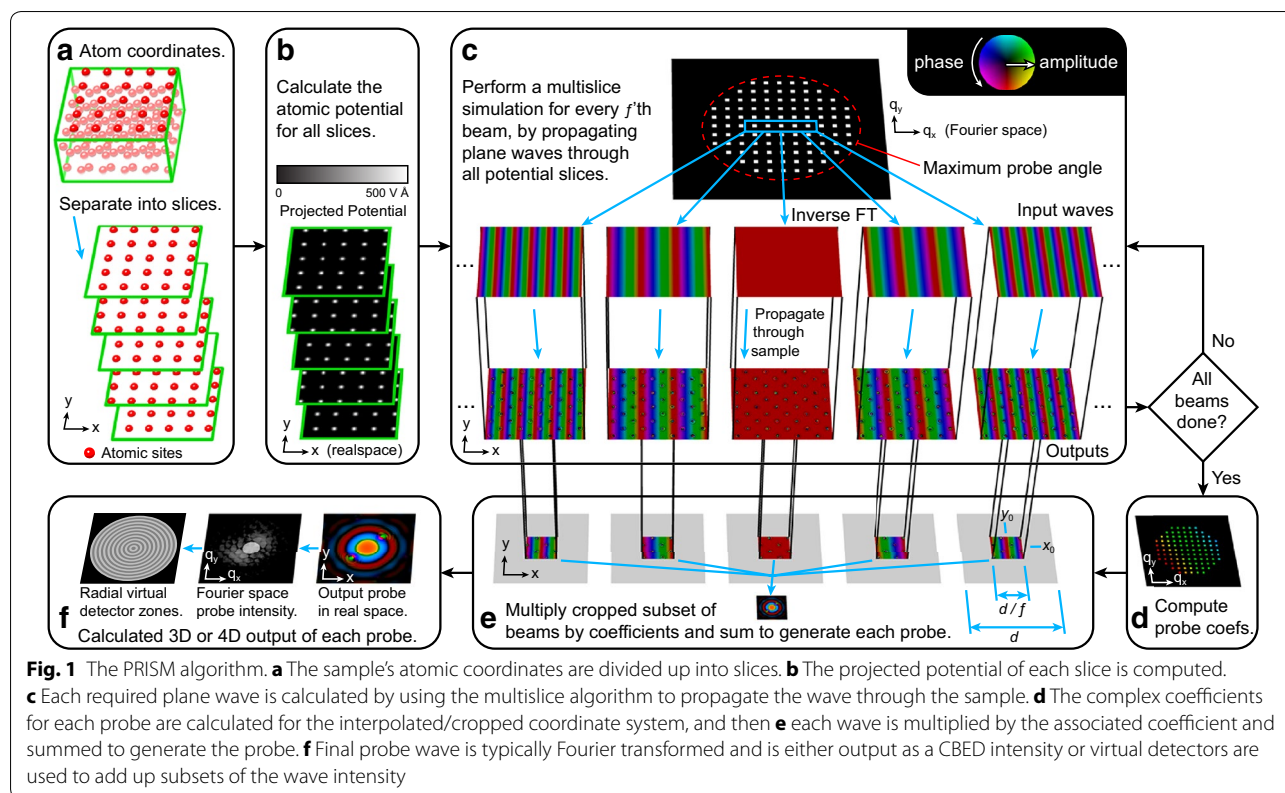 a Atom coordinates.
Separate into slices.
y
x
Atomic sites
b
Calculate the
atomic potential
for all slices.
0
500 V Å
Projected Potential
y
x (realspace)
c
Perform a multislice
simulation for every f'th
beam, by propagating
plane waves through
all potential slices.
phase
amplitude
qy
qx (Fourier space)
Maximum probe angle
Inverse FT
Input waves
...
...
Propagate
through
sample
...
...
y
x
Outputs
No
All
beams
done?
Yes
qy
qx
d Compute
probe coefs.
y
x
y0
x0
d / f
d
e Multiply cropped subset of
beams by coefficients and sum to generate each probe.
qy
qx
y
x
Radial virtual
detector zones.
Fourier space
probe intensity.
Output probe
in real space.
f Calculated 3D or 4D output of each probe.
Fig. 1 The PRISM algorithm. a The sample's atomic coordinates are divided up into slices. b The projected potential of each slice is computed.
c Each required plane wave is calculated by using the multislice algorithm to propagate the wave through the sample. d The complex coefficients
for each probe are calculated for the interpolated/cropped coordinate system, and then e each wave is multiplied by the associated coefficient and
summed to generate the probe. f Final probe wave is typically Fourier transformed and is either output as a CBED intensity or virtual detectors are
used to add up subsets of the wave intensity